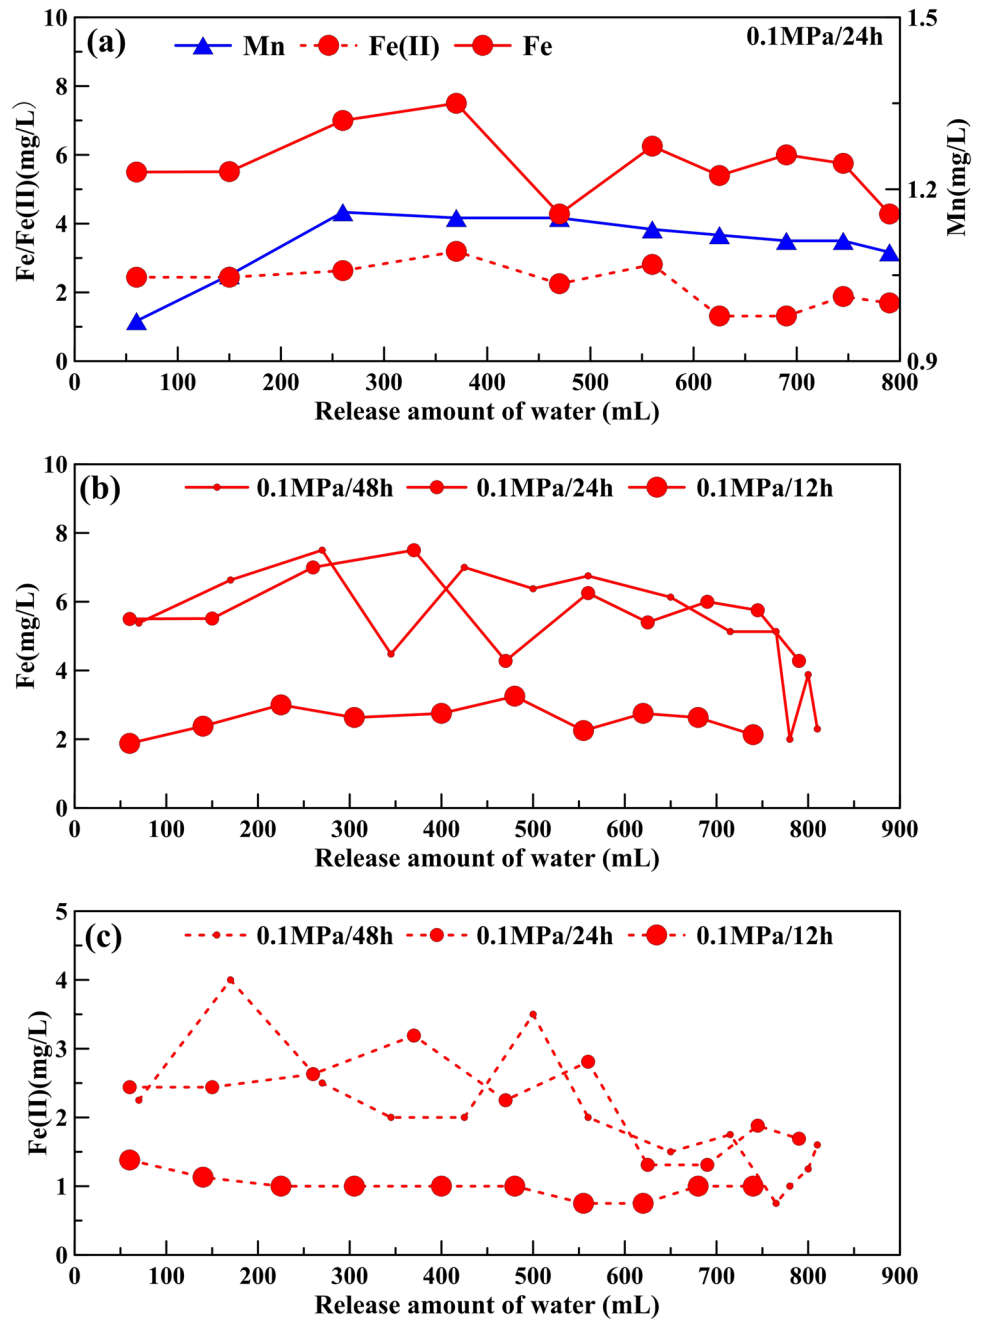 (a) Mn Fe(II) Fe 0.1MPa/24h
Fe/Fe(II)(mg/L)
10
8
6
4
2
0
1.5
1.2
0.9
Mn(mg/L)
0 100 200 300 400 500 600 700 800
Release amount of water (mL)
(b) 0.1MPa/48h 0.1MPa/24h 0.1MPa/12h
Fe(mg/L)
10
8
6
4
2
0
0 100 200 300 400 500 600 700 800 900
Release amount of water (mL)
(c) 0.1MPa/48h 0.1MPa/24h 0.1MPa/12h
Fe(II)(mg/L)
5
4
3
2
1
0
0 100 200 300 400 500 600 700 800 900
Release amount of water (mL)